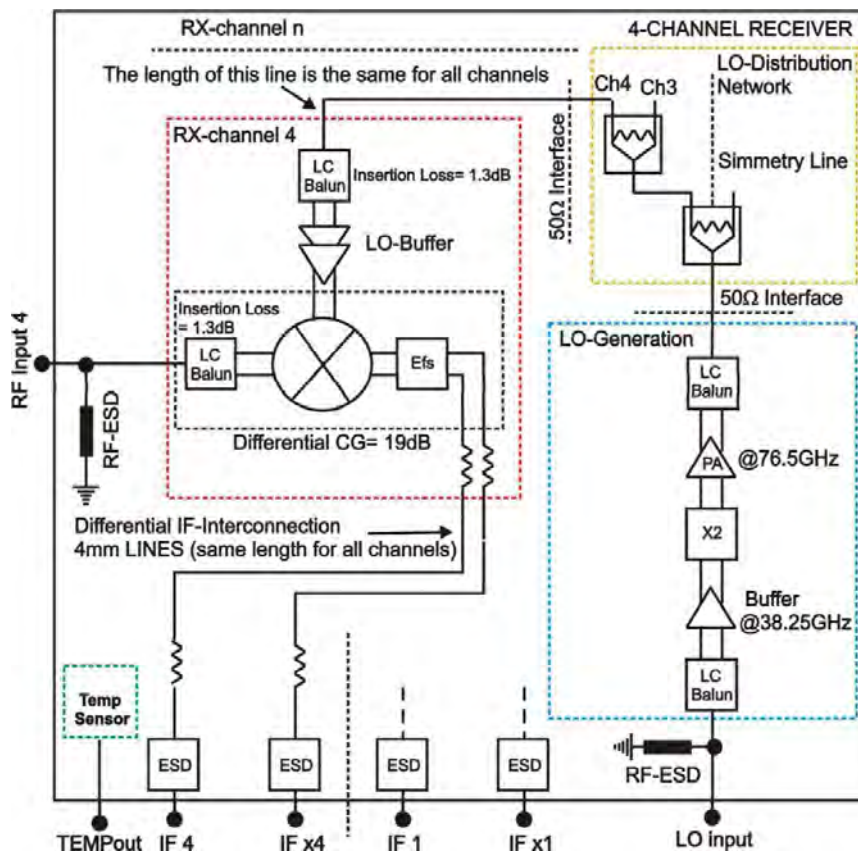 RX-channel n
4-CHANNEL RECEIVER
The length of this line is the same for all channels
Ch4
Ch3
LO-Distribution
Network
Simmetry Line
RX-channel 4
LC
Balun
Insertion Loss= 1.3dB
50Ω Interface
LO-Buffer
50Ω Interface
Insertion Loss
= 1.3dB
LO-Generation
RF Input 4
LC
Balun
Efs
LC
Balun
RF-ESD
Differential CG= 19dB
PA
@76.5GHz
Differential IF-Interconnection
4mm LINES (same length for all channels)
X2
Buffer
@38.25GHz
LC
Balun
Temp
Sensor
ESD
ESD
ESD
ESD
RF-ESD
TEMPout
IF 4
IF x4
IF 1
IF x1
LO input